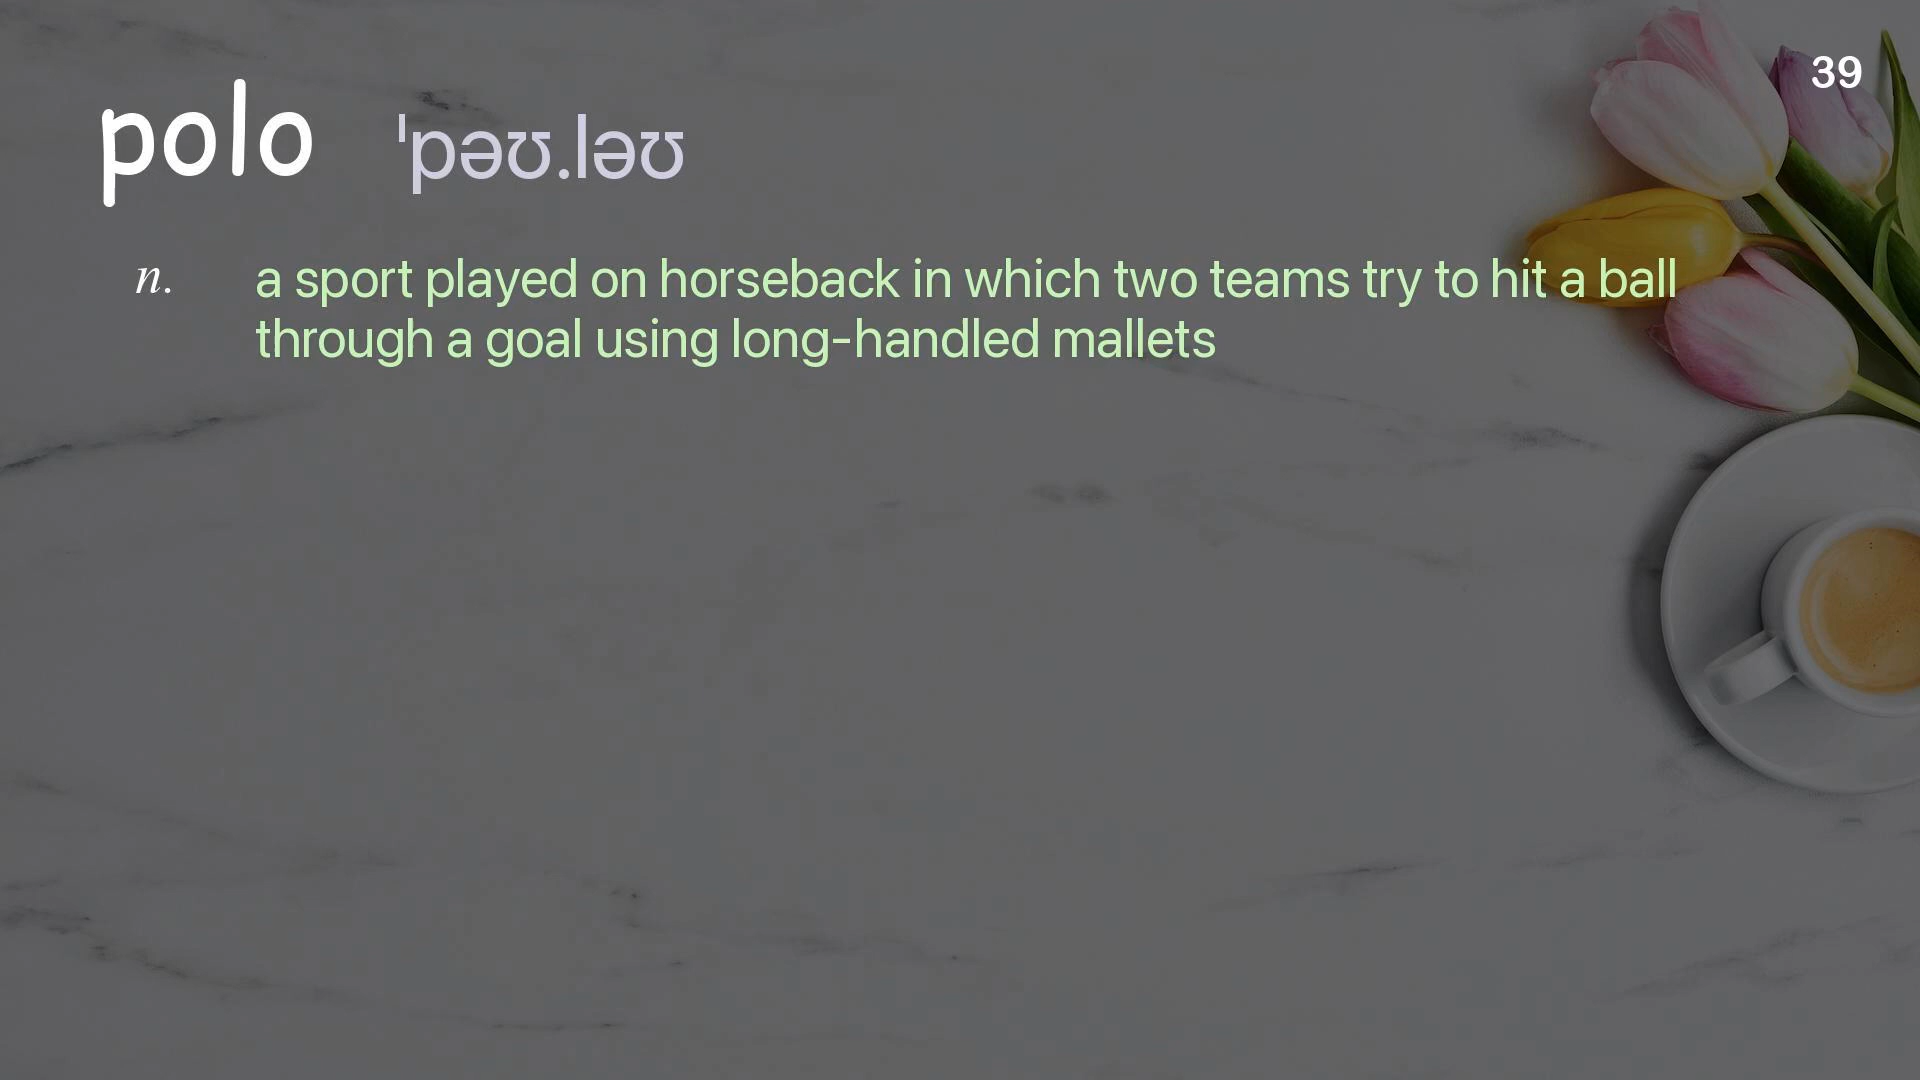 39
polo ˈpəʊ.ləʊ
n. a sport played on horseback in which two teams try to hit a ball
through a goal using long-handled mallets